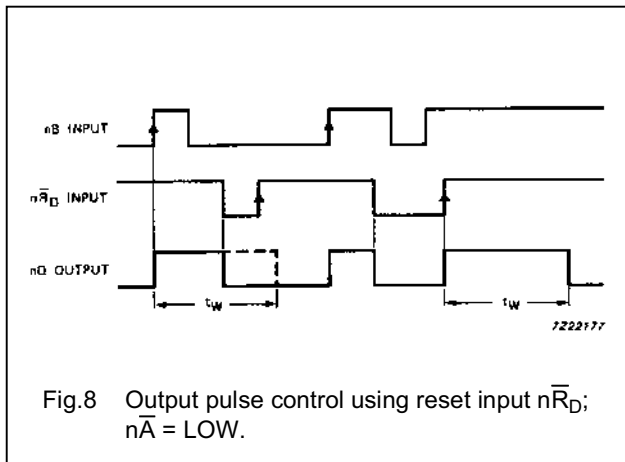 nB INPUT
nR̅D INPUT
nQ OUTPUT
tW
tW
7Z22177
Fig.8 Output pulse control using reset input nR̅D;
nA̅ = LOW.